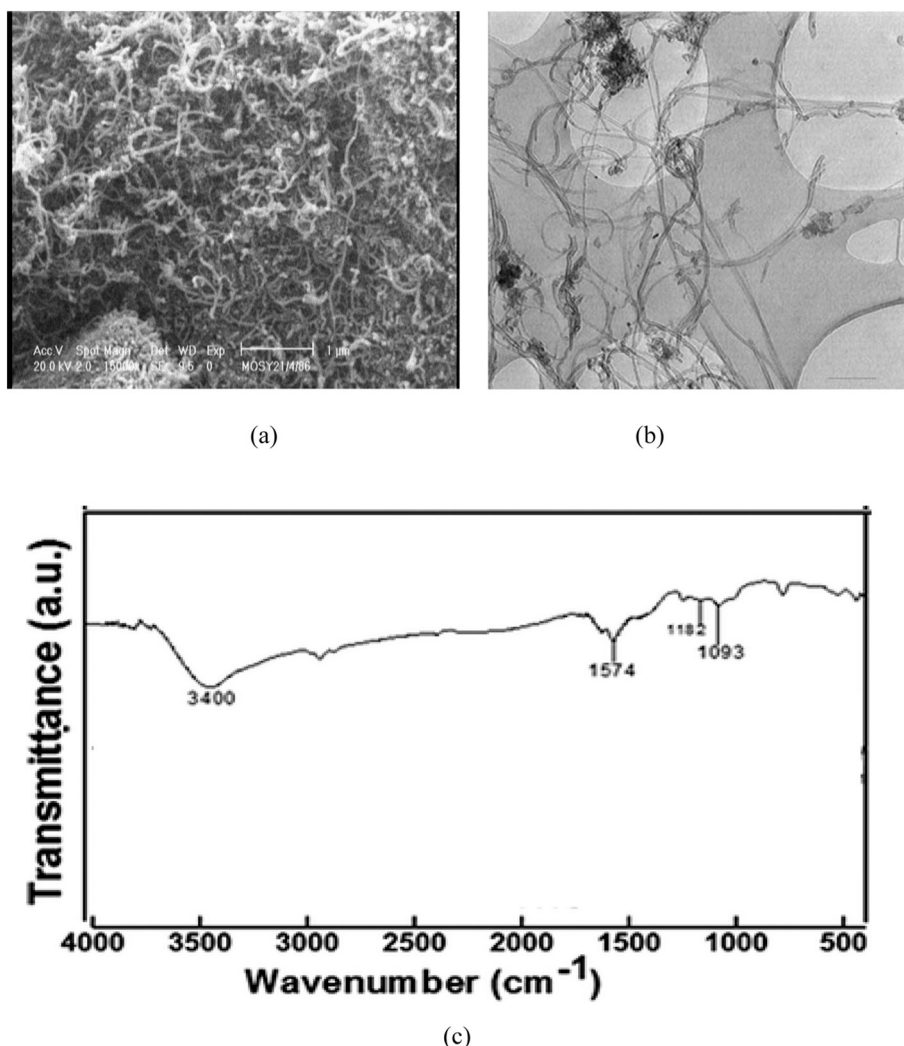 Acc V Spot Magn Det WD Exp 1 μm
20.0 kV 2.0 15000x SE 9.5 0 MOSY21/4/86
(a)
(b)
Transmittance (a.u.)
3400
1574
1182
1093
4000 3500 3000 2500 2000 1500 1000 500
Wavenumber (cm⁻¹)
(c)